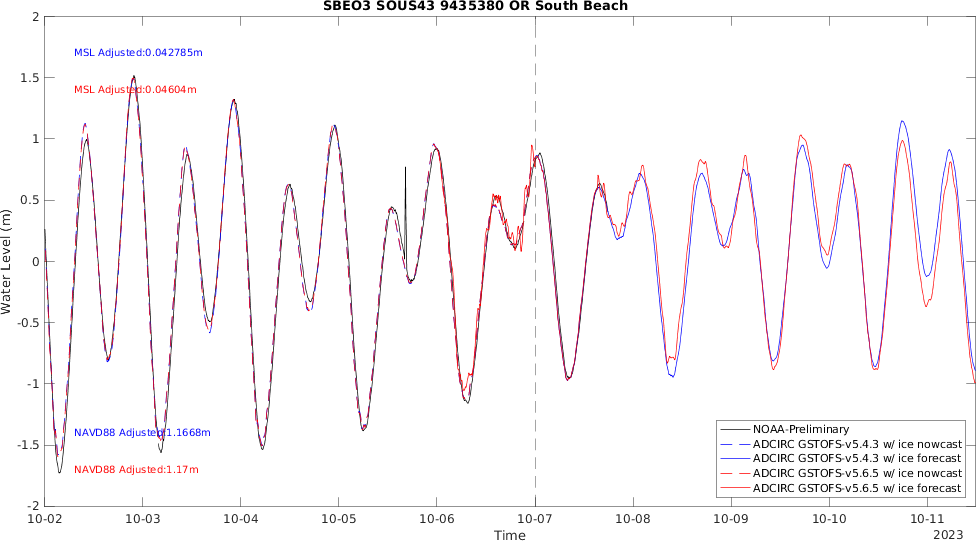 SBEO3 SOUS43 9435380 OR South Beach
2
1.5
1
0.5
0
-0.5
-1
-1.5
-2
Water Level (m)
MSL Adjusted:0.042785m
MSL Adjusted:0.04604m
NAVD88 Adjusted:1.1668m
NAVD88 Adjusted:1.17m
NOAA-Preliminary
ADCIRC GSTOFS-v5.4.3 w/ ice nowcast
ADCIRC GSTOFS-v5.4.3 w/ ice forecast
ADCIRC GSTOFS-v5.6.5 w/ ice nowcast
ADCIRC GSTOFS-v5.6.5 w/ ice forecast
10-02 10-03 10-04 10-05 10-06 10-07 10-08 10-09 10-10 10-11
Time
2023